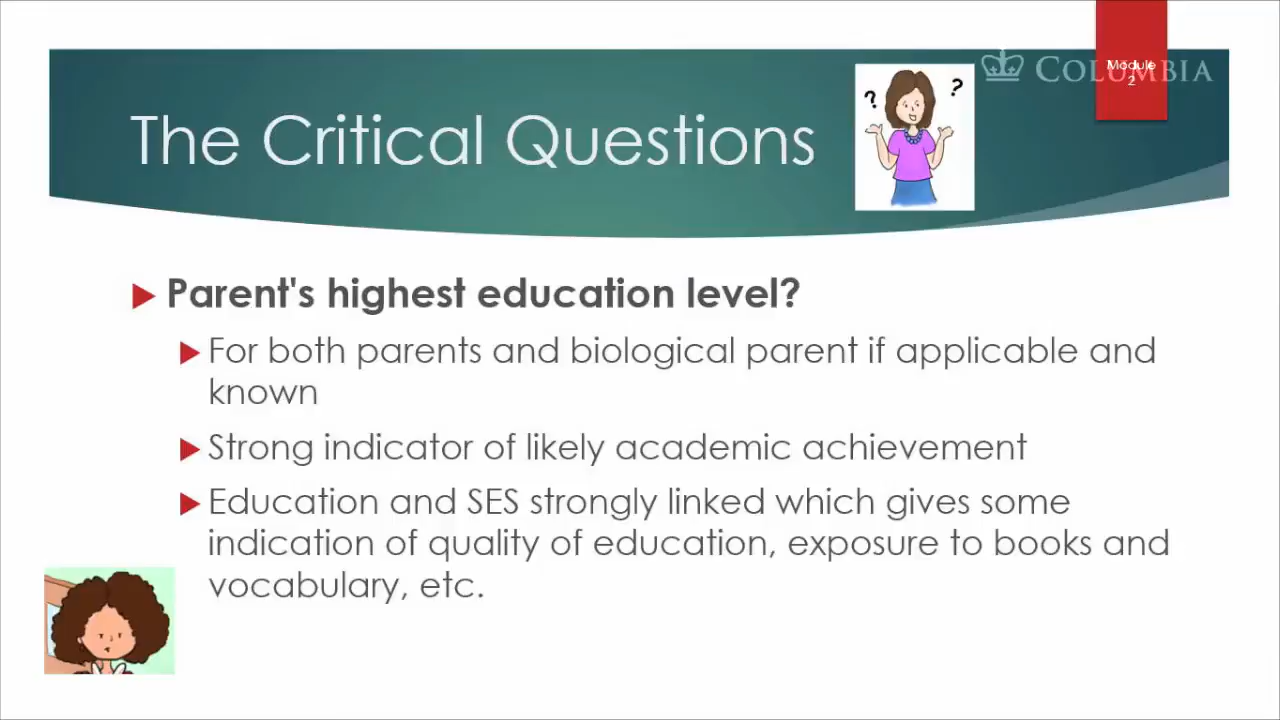 Module
2
COLUMBIA
The Critical Questions
? ?
Parent's highest education level?
For both parents and biological parent if applicable and
known
Strong indicator of likely academic achievement
Education and SES strongly linked which gives some
indication of quality of education, exposure to books and
vocabulary, etc.